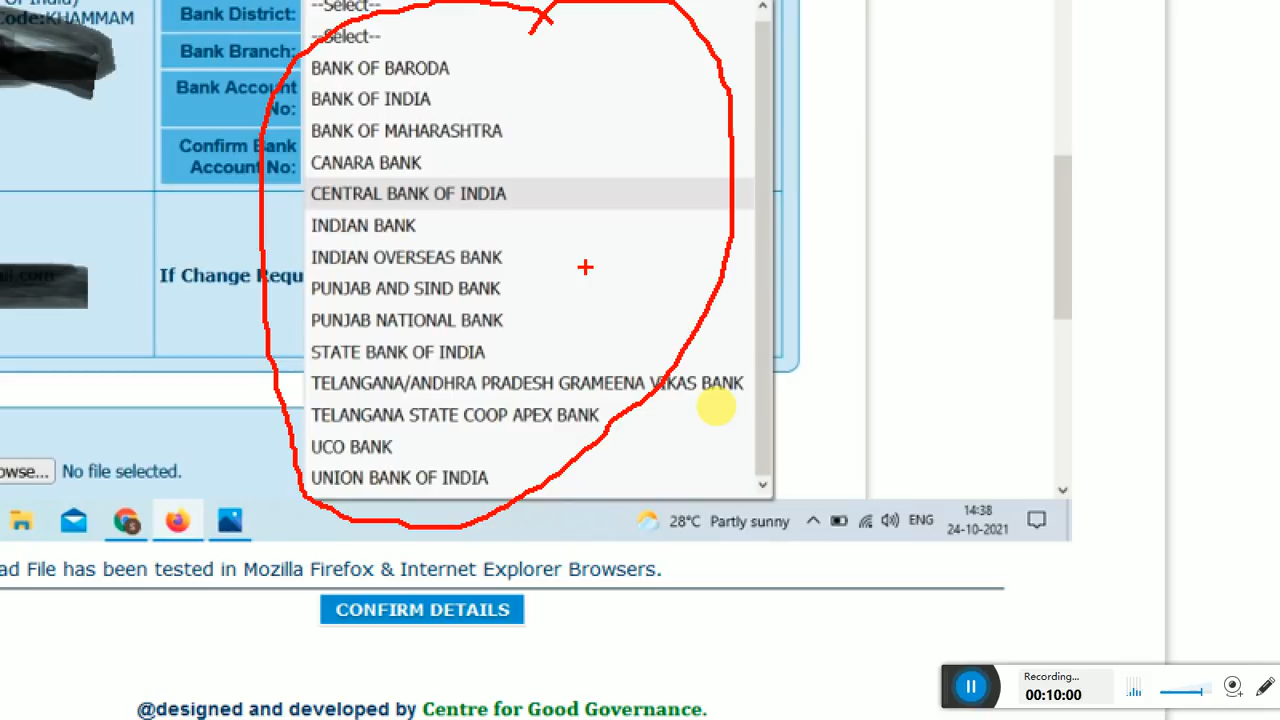 Of India)
Code:KHAMMAM
Bank District:
Bank Branch:
Bank Account
No:
Confirm Bank
Account No:
--Select--
--Select--
BANK OF BARODA
BANK OF INDIA
BANK OF MAHARASHTRA
CANARA BANK
CENTRAL BANK OF INDIA
INDIAN BANK
INDIAN OVERSEAS BANK
PUNJAB AND SIND BANK
PUNJAB NATIONAL BANK
STATE BANK OF INDIA
TELANGANA/ANDHRA PRADESH GRAMEENA VIKAS BANK
TELANGANA STATE COOP APEX BANK
UCO BANK
UNION BANK OF INDIA
If Change Requ
owse... No file selected.
28°C Partly sunny ENG 14:38
24-10-2021
ad File has been tested in Mozilla Firefox & Internet Explorer Browsers.
CONFIRM DETAILS
Recording...
00:10:00
@designed and developed by Centre for Good Governance.